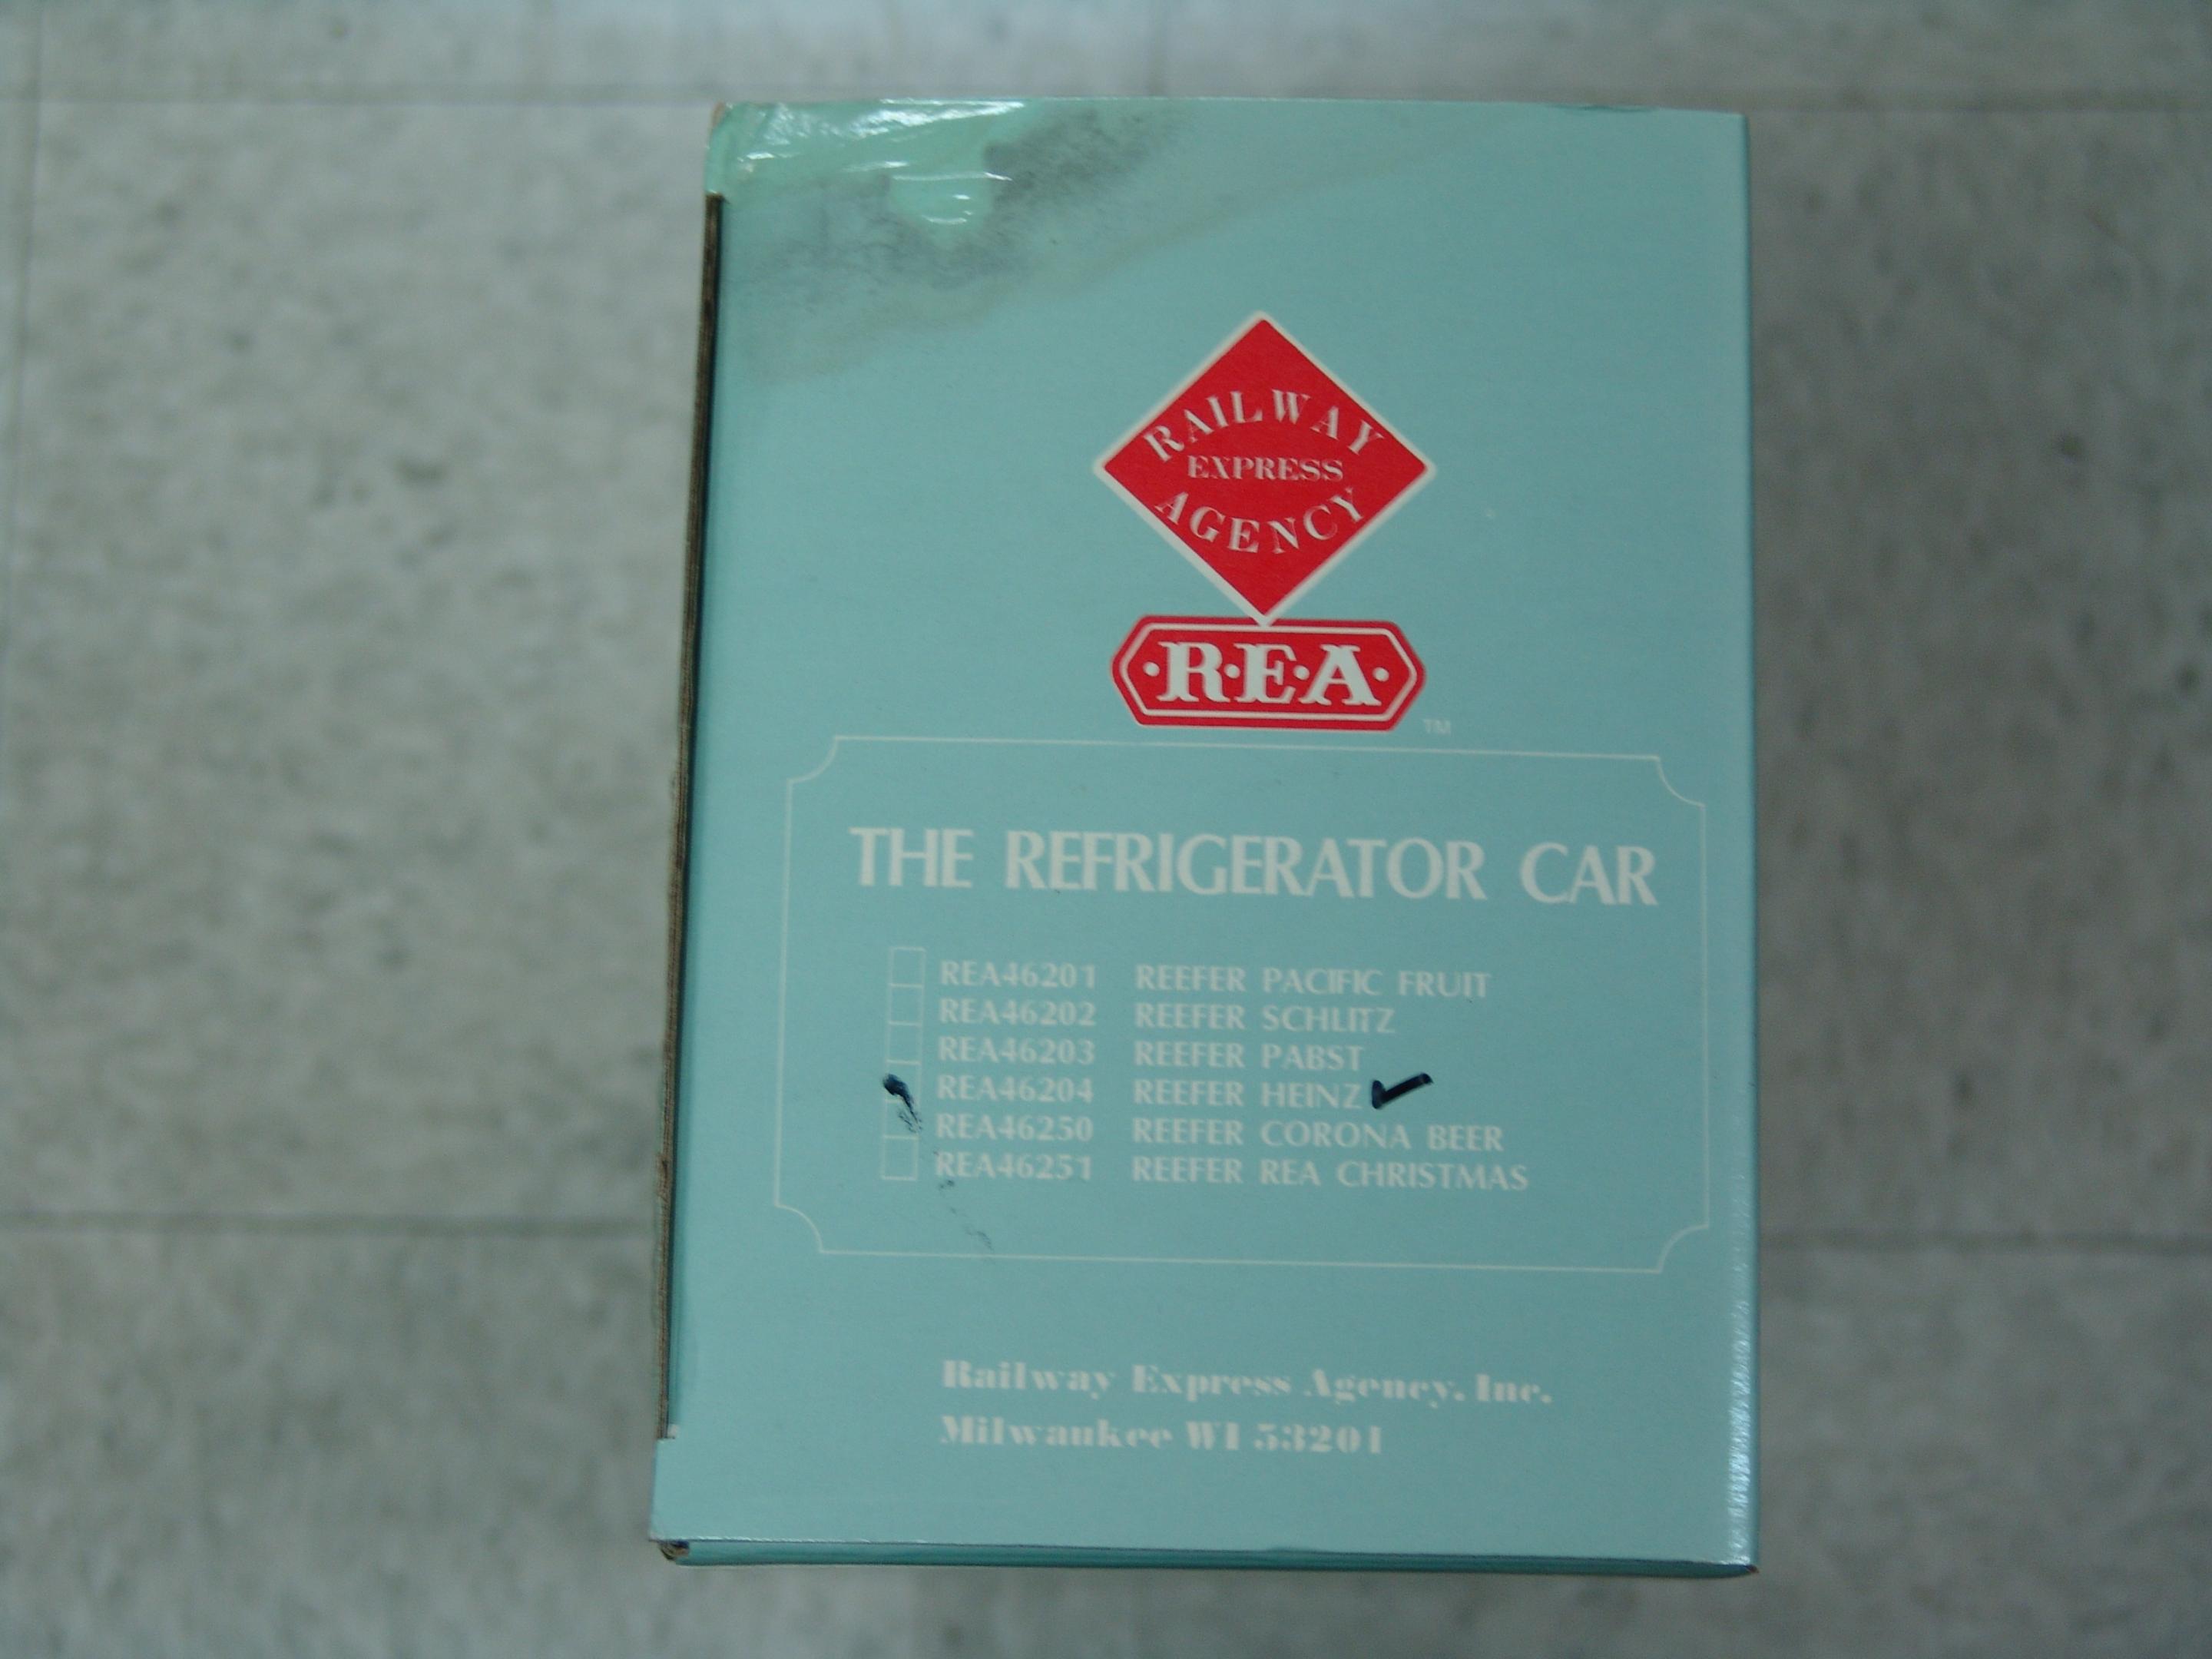 RAILWAY
EXPRESS
AGENCY
·R·E·A·
TM
THE REFRIGERATOR CAR
REA46201 REEFER PACIFIC FRUIT
REA46202 REEFER SCHLITZ
REA46203 REEFER PABST
REA46204 REEFER HEINZ ✓
REA46250 REEFER CORONA BEER
REA46251 REEFER REA CHRISTMAS
Railway Express Agency, Inc.
Milwaukee WI 53201